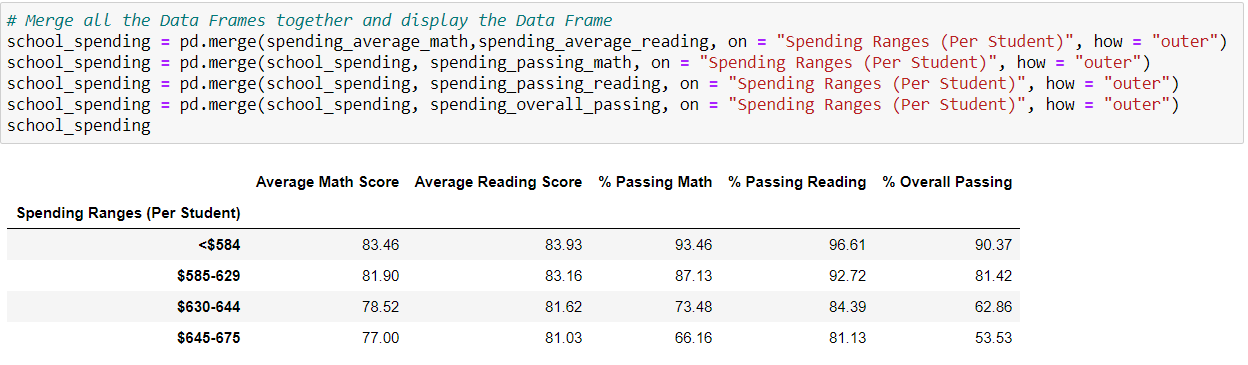 # Merge all the Data Frames together and display the Data Frame
school_spending = pd.merge(spending_average_math,spending_average_reading, on = "Spending Ranges (Per Student)", how = "outer")
school_spending = pd.merge(school_spending, spending_passing_math, on = "Spending Ranges (Per Student)", how = "outer")
school_spending = pd.merge(school_spending, spending_passing_reading, on = "Spending Ranges (Per Student)", how = "outer")
school_spending = pd.merge(school_spending, spending_overall_passing, on = "Spending Ranges (Per Student)", how = "outer")
school_spending
Average Math Score Average Reading Score % Passing Math % Passing Reading % Overall Passing
Spending Ranges (Per Student)
<$584 83.46 83.93 93.46 96.61 90.37
$585-629 81.90 83.16 87.13 92.72 81.42
$630-644 78.52 81.62 73.48 84.39 62.86
$645-675 77.00 81.03 66.16 81.13 53.53